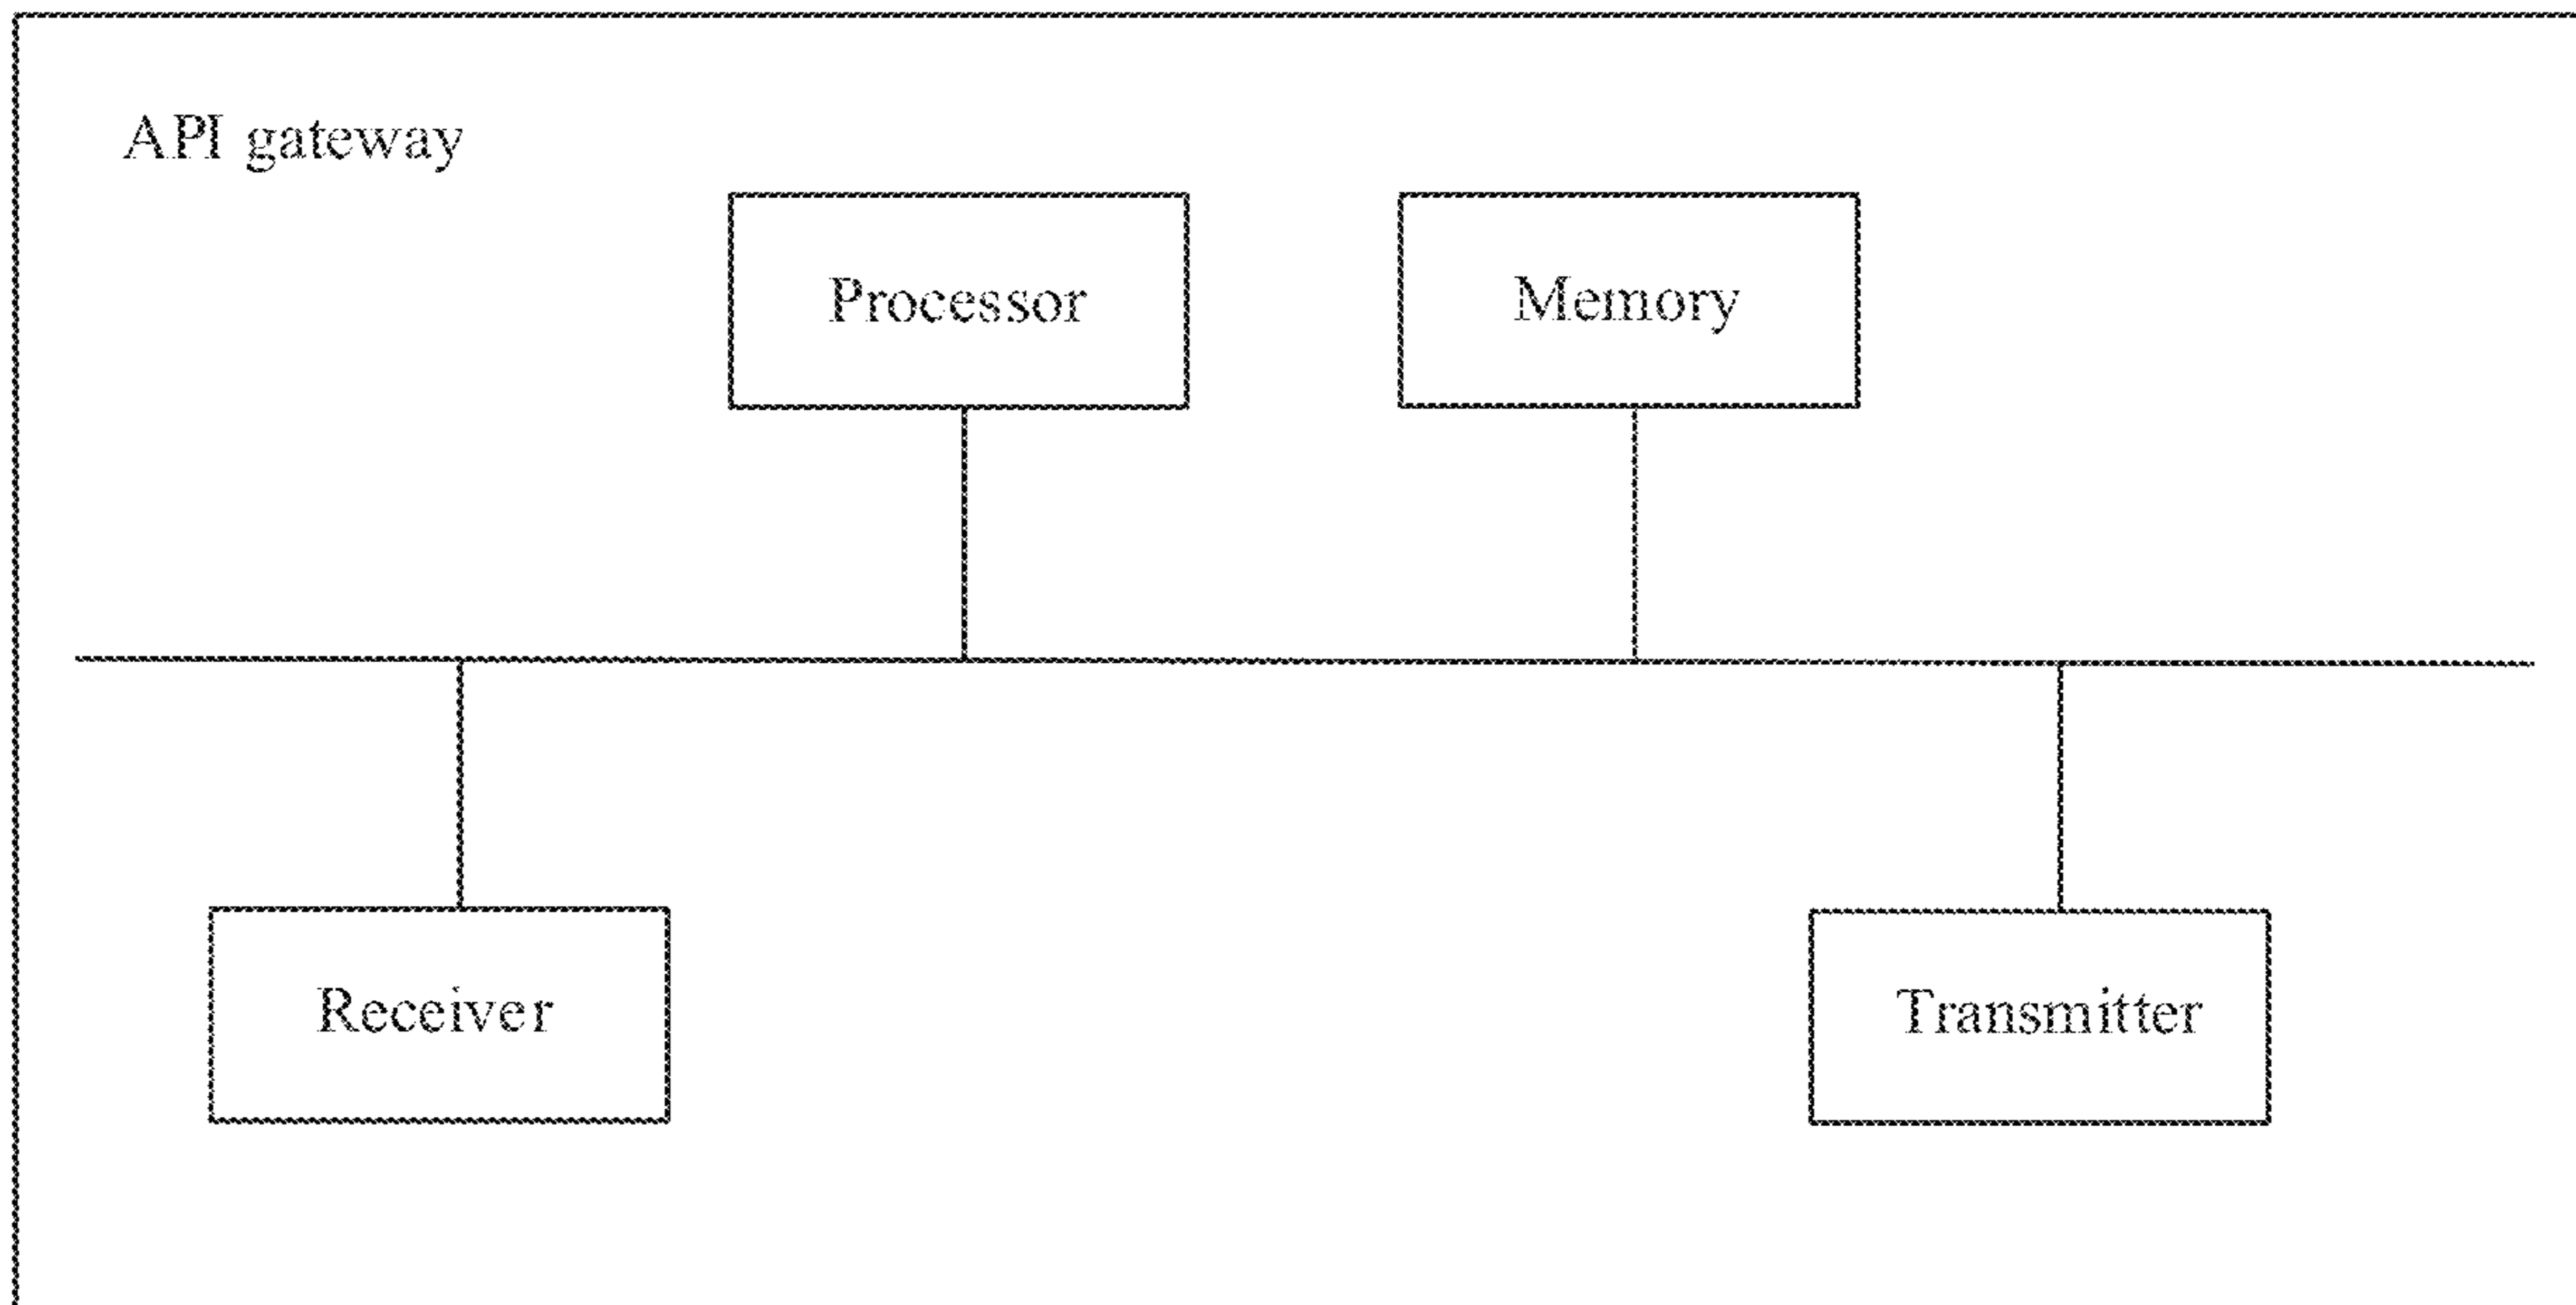 API gateway
Processor
Memory
Receiver
Transmitter